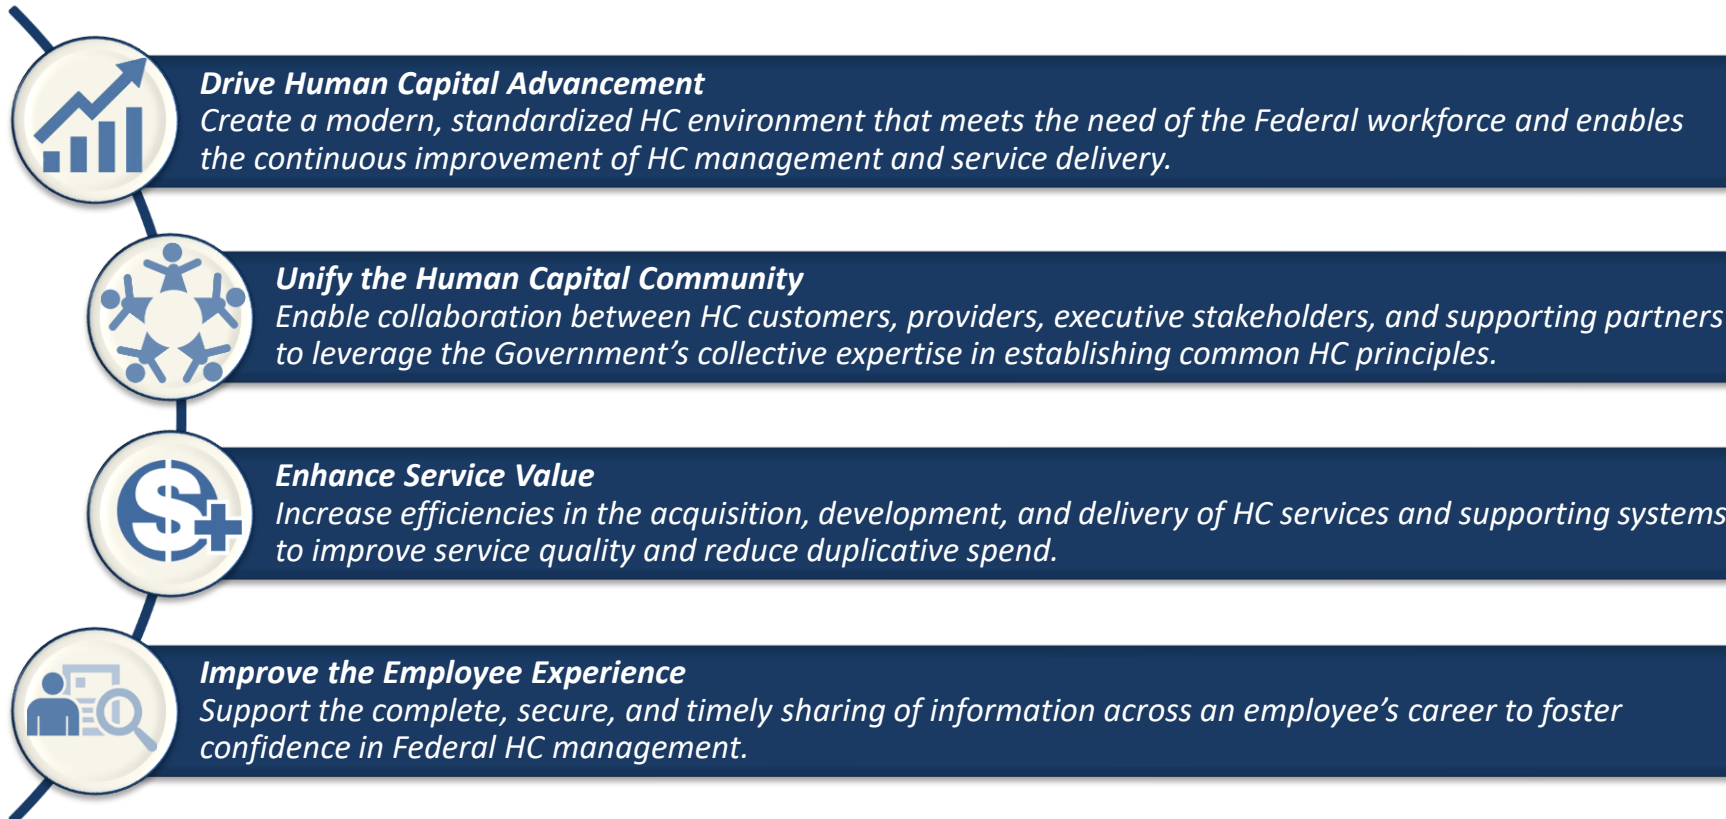 Drive Human Capital Advancement
Create a modern, standardized HC environment that meets the need of the Federal workforce and enables
the continuous improvement of HC management and service delivery.
Unify the Human Capital Community
Enable collaboration between HC customers, providers, executive stakeholders, and supporting partners
to leverage the Government’s collective expertise in establishing common HC principles.
Enhance Service Value
Increase efficiencies in the acquisition, development, and delivery of HC services and supporting systems
to improve service quality and reduce duplicative spend.
Improve the Employee Experience
Support the complete, secure, and timely sharing of information across an employee’s career to foster
confidence in Federal HC management.